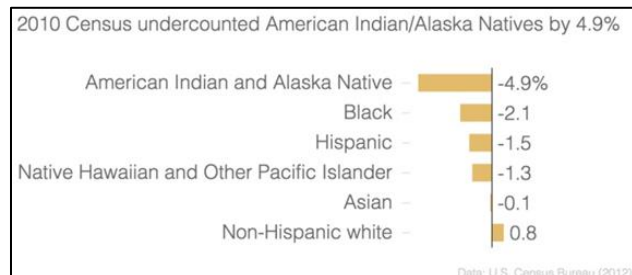 2010 Census undercounted American Indian/Alaska Natives by 4.9%
American Indian and Alaska Native -4.9%
Black -2.1
Hispanic -1.5
Native Hawaiian and Other Pacific Islander -1.3
Asian -0.1
Non-Hispanic white 0.8
Data: U.S. Census Bureau (2012)